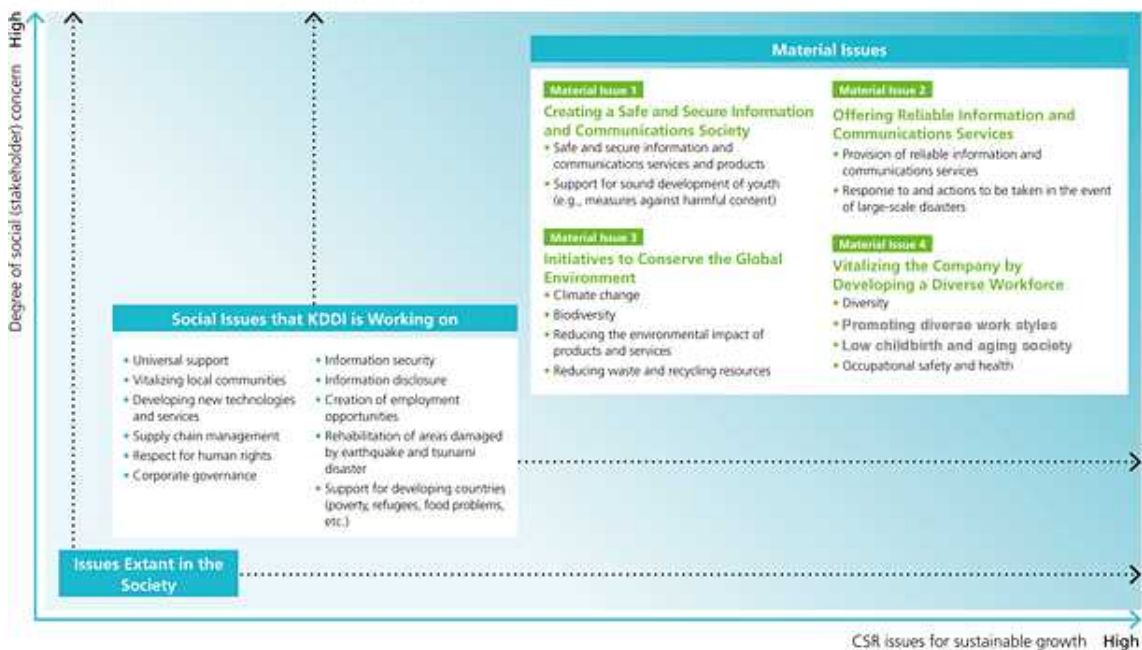 Degree of social (stakeholder) concern High
Material Issues
Material Issue 1
Creating a Safe and Secure Information
and Communications Society
• Safe and secure information and
communications services and products
• Support for sound development of youth
(e.g., measures against harmful content)
Material Issue 2
Offering Reliable Information and
Communications Services
• Provision of reliable information and
communications services
• Response to and actions to be taken in the event
of large-scale disasters
Material Issue 3
Initiatives to Conserve the Global
Environment
• Climate change
• Biodiversity
• Reducing the environmental impact of
products and services
• Reducing waste and recycling resources
Material Issue 4
Vitalizing the Company by
Developing a Diverse Workforce
• Diversity
• Promoting diverse work styles
• Low childbirth and aging society
• Occupational safety and health
Social Issues that KDDI is Working on
• Universal support
• Vitalizing local communities
• Developing new technologies
and services
• Supply chain management
• Respect for human rights
• Corporate governance
• Information security
• Information disclosure
• Creation of employment
opportunities
• Rehabilitation of areas damaged
by earthquake and tsunami
disaster
• Support for developing countries
(poverty, refugees, food problems,
etc.)
Issues Extant in the
Society
CSR issues for sustainable growth High